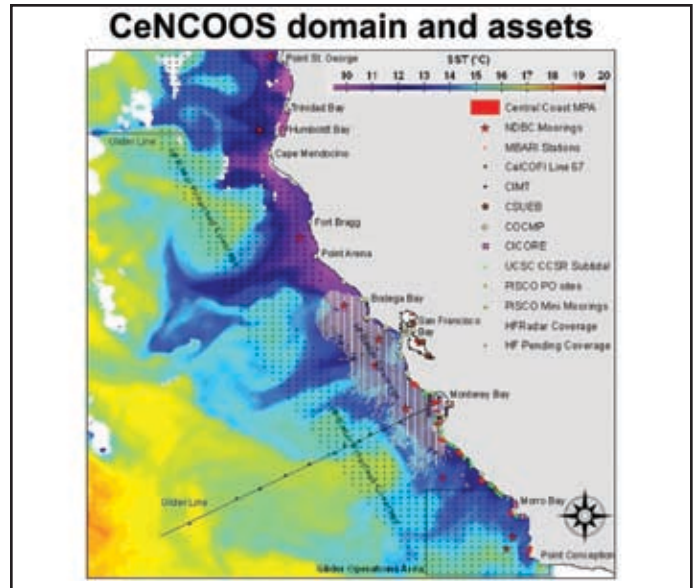 CeNCOOS domain and assets
Point St. George
SST (°C)
10 11 12 13 14 15 16 17 18 19 20
Trinidad Bay
Humboldt Bay
Glider Line
Cape Mendocino
Central Coast MPA
NDBC Moorings
MBARI Stations
CalCOFI Line 67
CIMT
CSUEB
COCMP
CICORE
UCSC CCSR Subtidal
PISCO PO sites
PISCO Mini Moorings
HFRadar Coverage
HF Pending Coverage
Fort Bragg
Point Arena
Bodega Bay
San Francisco
Bay
Monterey Bay
Glider Line
Morro Bay
Point Conception
Glider Operations Area